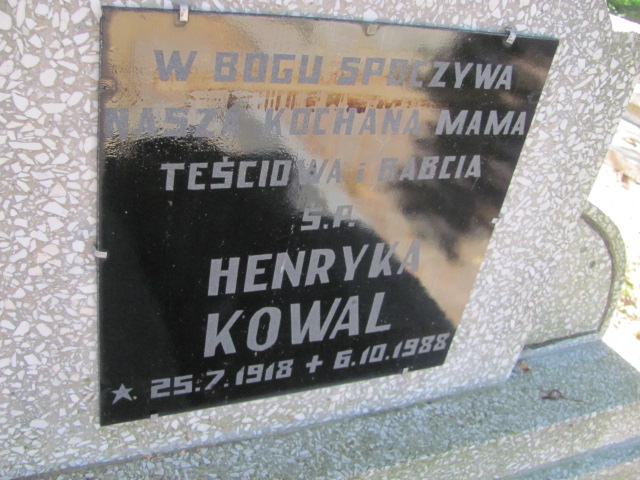 W BOGU SPOCZYWA
NASZA KOCHANA MAMA
TEŚCIOWA i BABCIA
Ś.P.
HENRYKA
KOWAL
★ 25.7.1918 + 6.10.1988